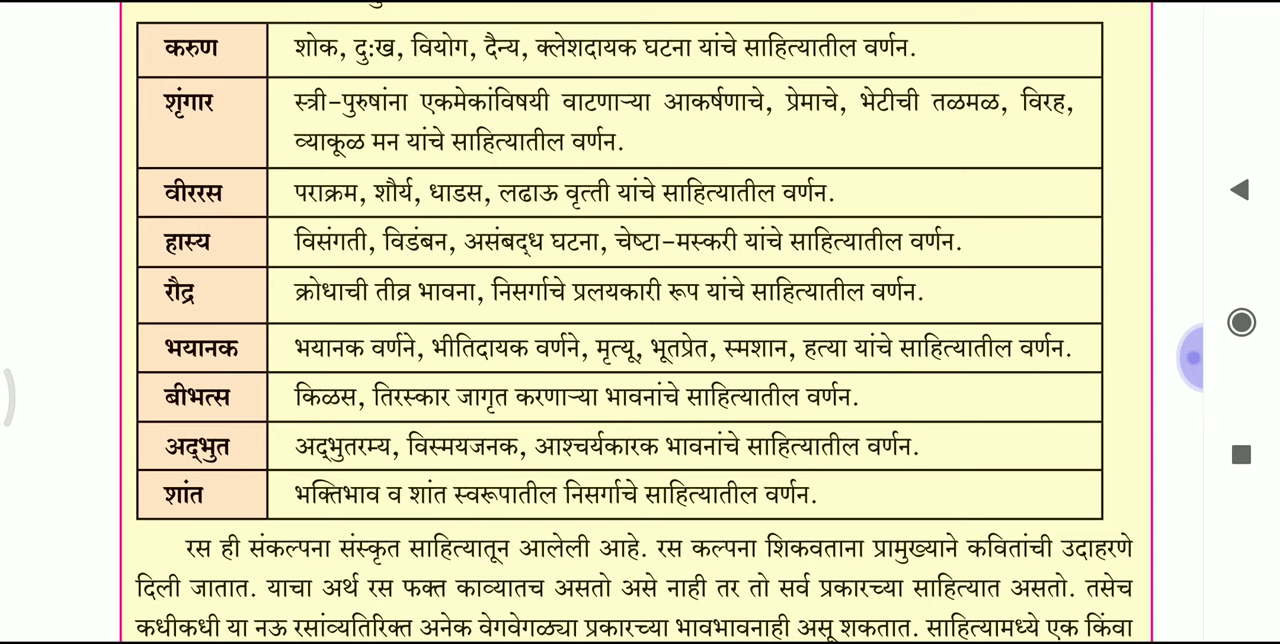 करुण शोक, दुःख, वियोग, दैन्य, क्लेशदायक घटना यांचे साहित्यातील वर्णन.
शृंगार स्त्री-पुरुषांना एकमेकांविषयी वाटणाऱ्या आकर्षणाचे, प्रेमाचे, भेटीची तळमळ, विरह,
व्याकूळ मन यांचे साहित्यातील वर्णन.
वीररस पराक्रम, शौर्य, धाडस, लढाऊ वृत्ती यांचे साहित्यातील वर्णन.
हास्य विसंगती, विडंबन, असंबद्ध घटना, चेष्टा-मस्करी यांचे साहित्यातील वर्णन.
रौद्र क्रोधाची तीव्र भावना, निसर्गाचे प्रलयकारी रूप यांचे साहित्यातील वर्णन.
भयानक भयानक वर्णने, भीतिदायक वर्णने, मृत्यू, भूतप्रेत, स्मशान, हत्या यांचे साहित्यातील वर्णन.
बीभत्स किळस, तिरस्कार जागृत करणाऱ्या भावनांचे साहित्यातील वर्णन.
अद्‌भुत अद्‌भुतरम्य, विस्मयजनक, आश्चर्यकारक भावनांचे साहित्यातील वर्णन.
शांत भक्तिभाव व शांत स्वरूपातील निसर्गाचे साहित्यातील वर्णन.
रस ही संकल्पना संस्कृत साहित्यातून आलेली आहे. रस कल्पना शिकवताना प्रामुख्याने कवितांची उदाहरणे
दिली जातात. याचा अर्थ रस फक्त काव्यातच असतो असे नाही तर तो सर्व प्रकारच्या साहित्यात असतो. तसेच
कधीकधी या नऊ रसांव्यतिरिक्त अनेक वेगवेगळ्या प्रकारच्या भावभावनाही असू शकतात. साहित्यामध्ये एक किंवा